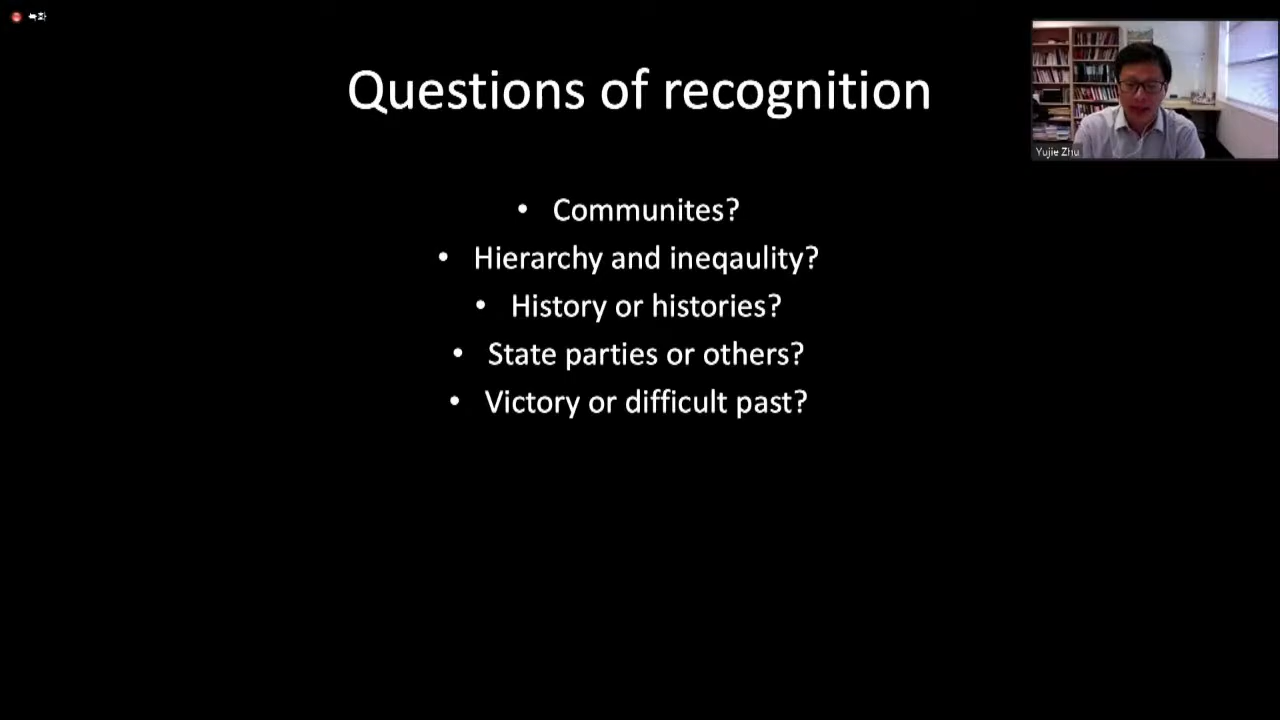 Questions of recognition
Yujie Zhu
• Communites?
• Hierarchy and ineqaulity?
• History or histories?
• State parties or others?
• Victory or difficult past?